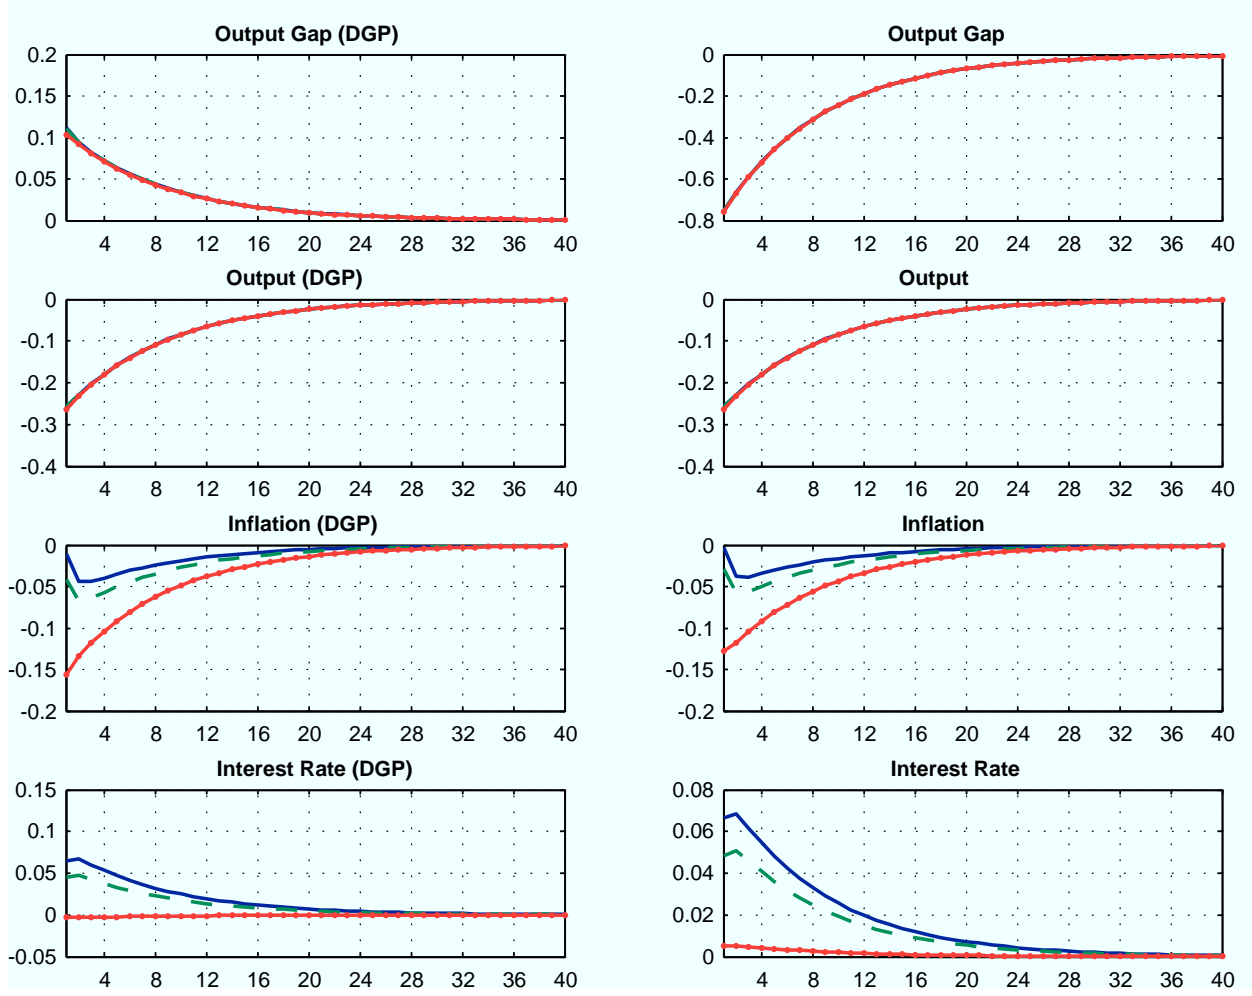 Output Gap (DGP)
0.2
0.15
0.1
0.05
0
4 8 12 16 20 24 28 32 36 40
Output Gap
0
-0.2
-0.4
-0.6
-0.8
4 8 12 16 20 24 28 32 36 40
Output (DGP)
0
-0.1
-0.2
-0.3
-0.4
4 8 12 16 20 24 28 32 36 40
Output
0
-0.1
-0.2
-0.3
-0.4
4 8 12 16 20 24 28 32 36 40
Inflation (DGP)
0
-0.05
-0.1
-0.15
-0.2
4 8 12 16 20 24 28 32 36 40
Inflation
0
-0.05
-0.1
-0.15
-0.2
4 8 12 16 20 24 28 32 36 40
Interest Rate (DGP)
0.15
0.1
0.05
0
-0.05
4 8 12 16 20 24 28 32 36 40
Interest Rate
0.08
0.06
0.04
0.02
0
4 8 12 16 20 24 28 32 36 40